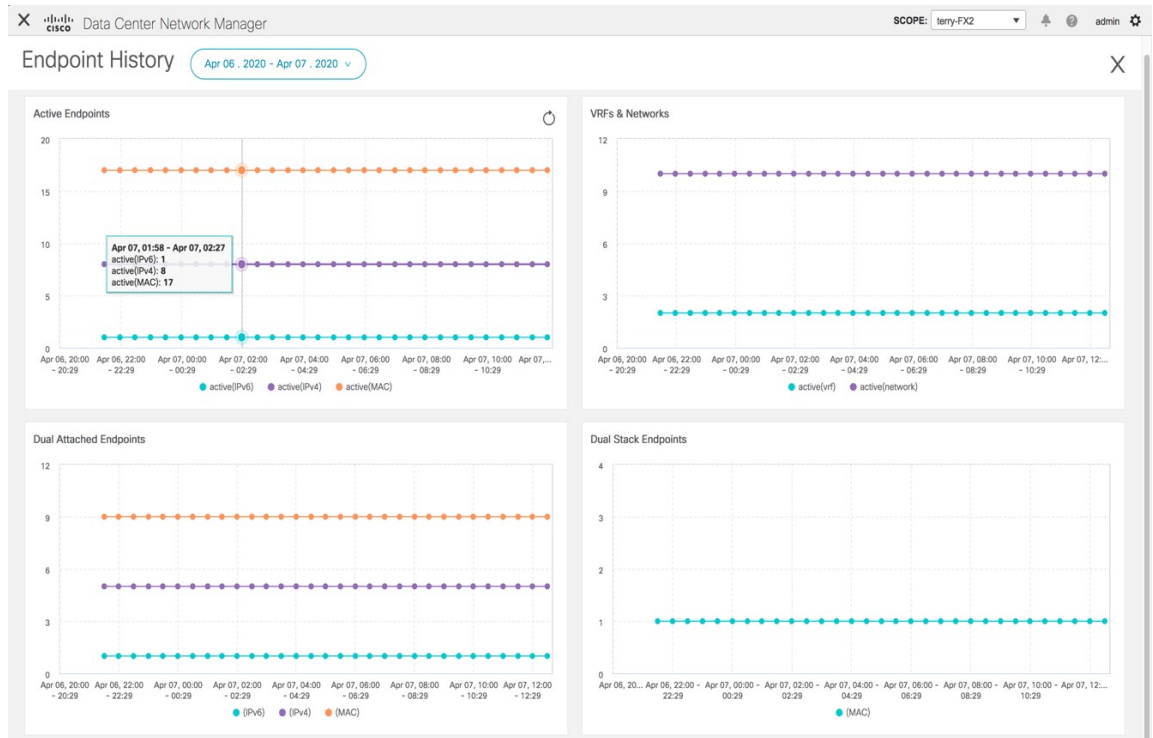 X cisco Data Center Network Manager SCOPE: terry-FX2 admin
Endpoint History Apr 06 . 2020 - Apr 07 . 2020 X
Active Endpoints
20
15
10
5
0
Apr 07, 01:58 - Apr 07, 02:27
active(IPv6): 1
active(IPv4): 8
active(MAC): 17
Apr 06, 20:00 Apr 06, 22:00 Apr 07, 00:00 Apr 07, 02:00 Apr 07, 04:00 Apr 07, 06:00 Apr 07, 08:00 Apr 07, 10:00 Apr 07,...
- 20:29 - 22:29 - 00:29 - 02:29 - 04:29 - 06:29 - 08:29 - 10:29
active(IPv6) active(IPv4) active(MAC)
VRFs & Networks
12
9
6
3
0
Apr 06, 20:00 Apr 06, 22:00 Apr 07, 00:00 Apr 07, 02:00 Apr 07, 04:00 Apr 07, 06:00 Apr 07, 08:00 Apr 07, 10:00 Apr 07, 12:...
- 20:29 - 22:29 - 00:29 - 02:29 - 04:29 - 06:29 - 08:29 - 10:29
active(vrf) active(network)
Dual Attached Endpoints
12
9
6
3
0
Apr 06, 20:00 Apr 06, 22:00 Apr 07, 00:00 Apr 07, 02:00 Apr 07, 04:00 Apr 07, 06:00 Apr 07, 08:00 Apr 07, 10:00 Apr 07, 12:00
- 20:29 - 22:29 - 00:29 - 02:29 - 04:29 - 06:29 - 08:29 - 10:29 - 12:29
(IPv6) (IPv4) (MAC)
Dual Stack Endpoints
4
3
2
1
0
Apr 06, 20... Apr 06, 22:00 - Apr 07, 00:00 - Apr 07, 02:00 - Apr 07, 04:00 - Apr 07, 06:00 - Apr 07, 08:00 - Apr 07, 10:00 - Apr 07, 12:...
22:29 00:29 02:29 04:29 06:29 08:29 10:29
(MAC)